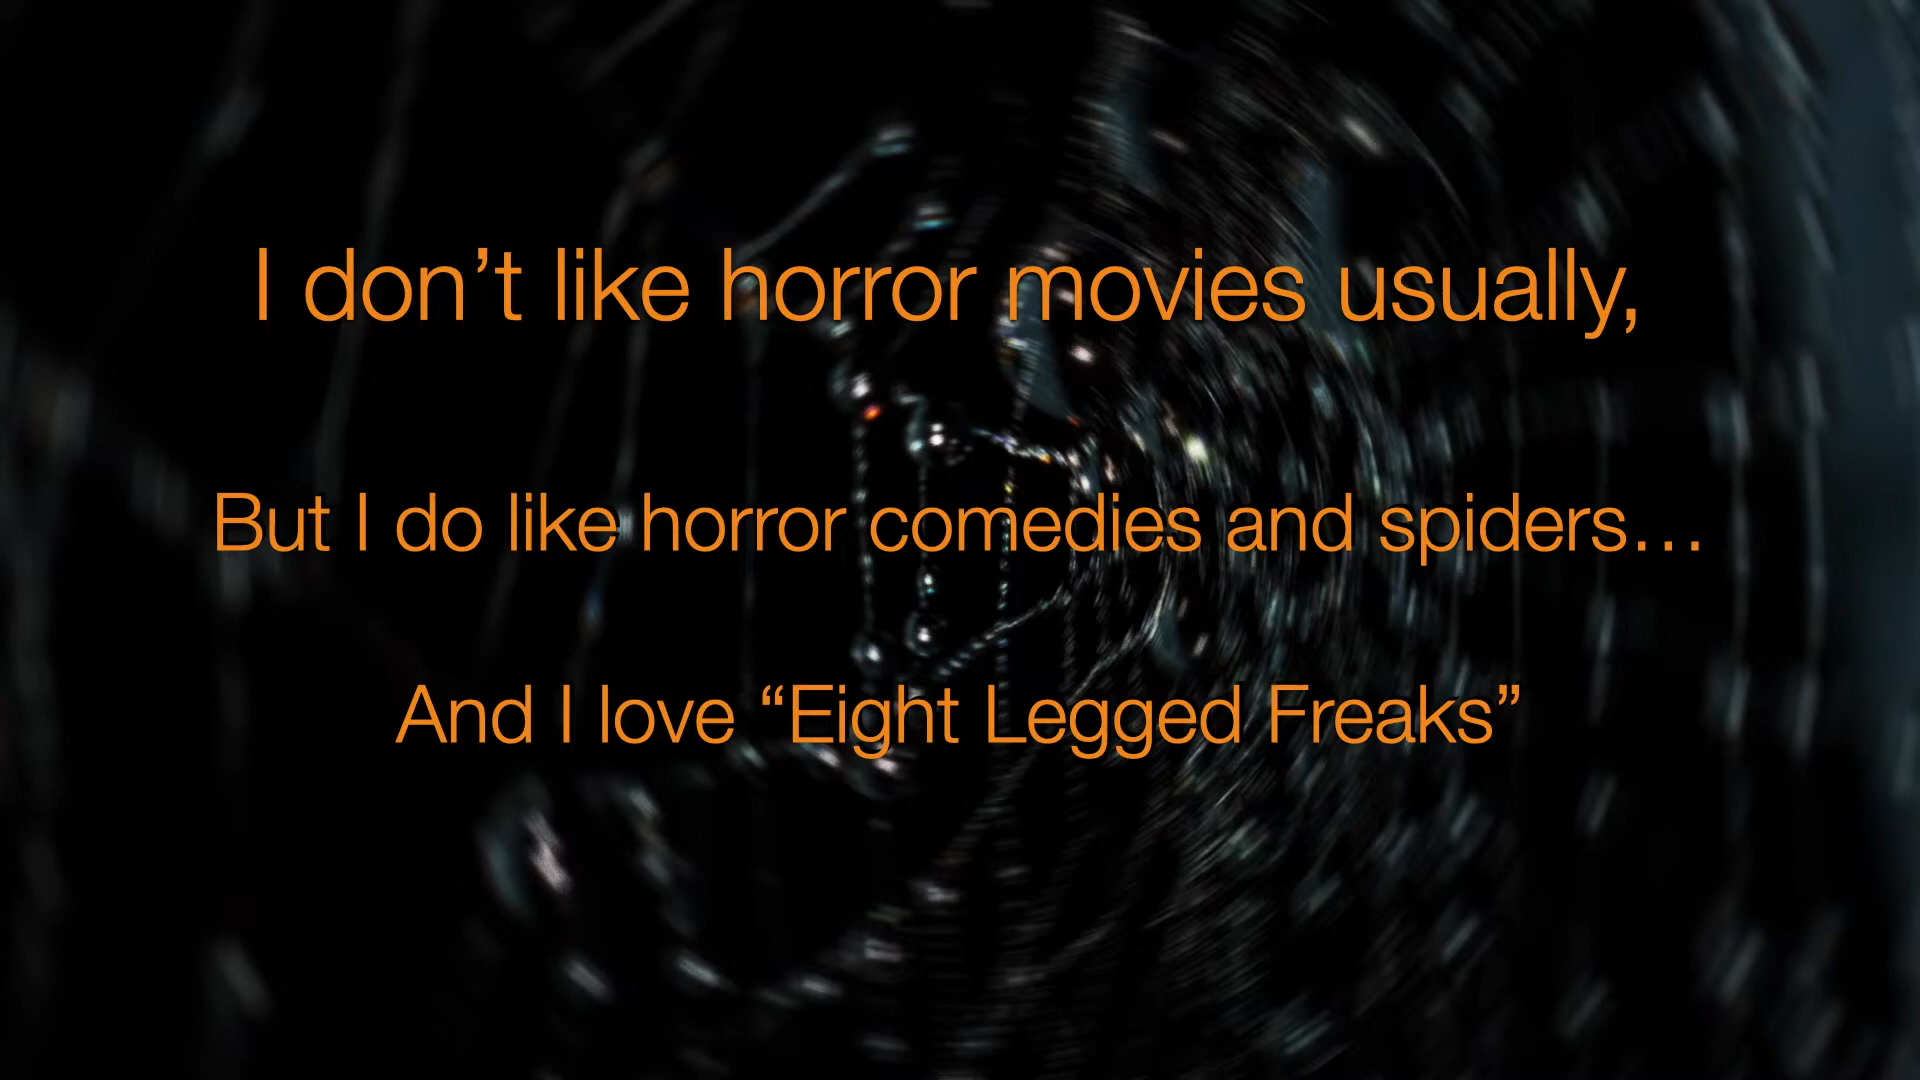 I don’t like horror movies usually,
But I do like horror comedies and spiders…
And I love “Eight Legged Freaks”